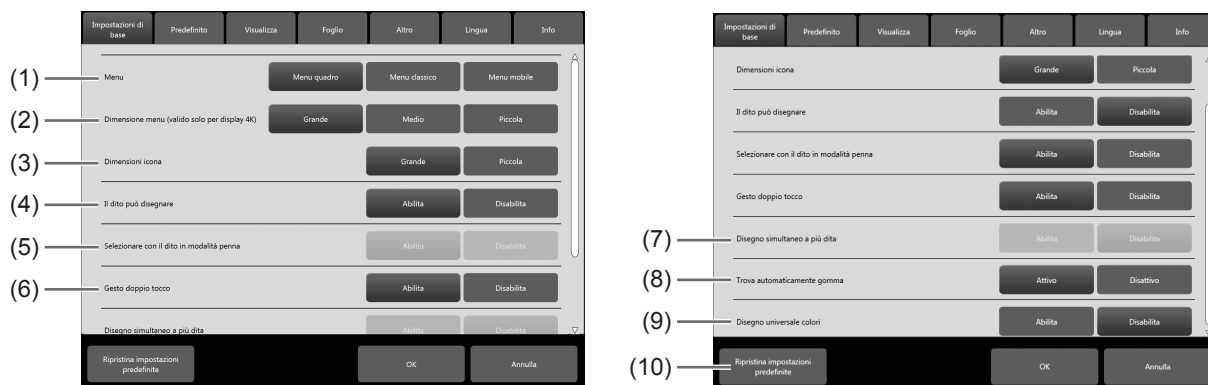 Impostazioni di base
Predefinito
Visualizza
Foglio
Altro
Lingua
Info
(1) Menu Menu quadro Menu classico Menu mobile
(2) Dimensione menu (valido solo per display 4K) Grande Medio Piccola
(3) Dimensioni icona Grande Piccola
(4) Il dito può disegnare Abilita Disabilita
(5) Selezionare con il dito in modalità penna Abilita Disabilita
(6) Gesto doppio tocco Abilita Disabilita
Disegno simultaneo a più dita Abilita Disabilita
Ripristina impostazioni predefinite
OK
Annulla
Impostazioni di base
Predefinito
Visualizza
Foglio
Altro
Lingua
Info
Dimensioni icona Grande Piccola
Il dito può disegnare Abilita Disabilita
Selezionare con il dito in modalità penna Abilita Disabilita
Gesto doppio tocco Abilita Disabilita
(7) Disegno simultaneo a più dita Abilita Disabilita
(8) Trova automaticamente gomma Attivo Disattivo
(9) Disegno universale colori Abilita Disabilita
(10) Ripristina impostazioni predefinite
OK
Annulla